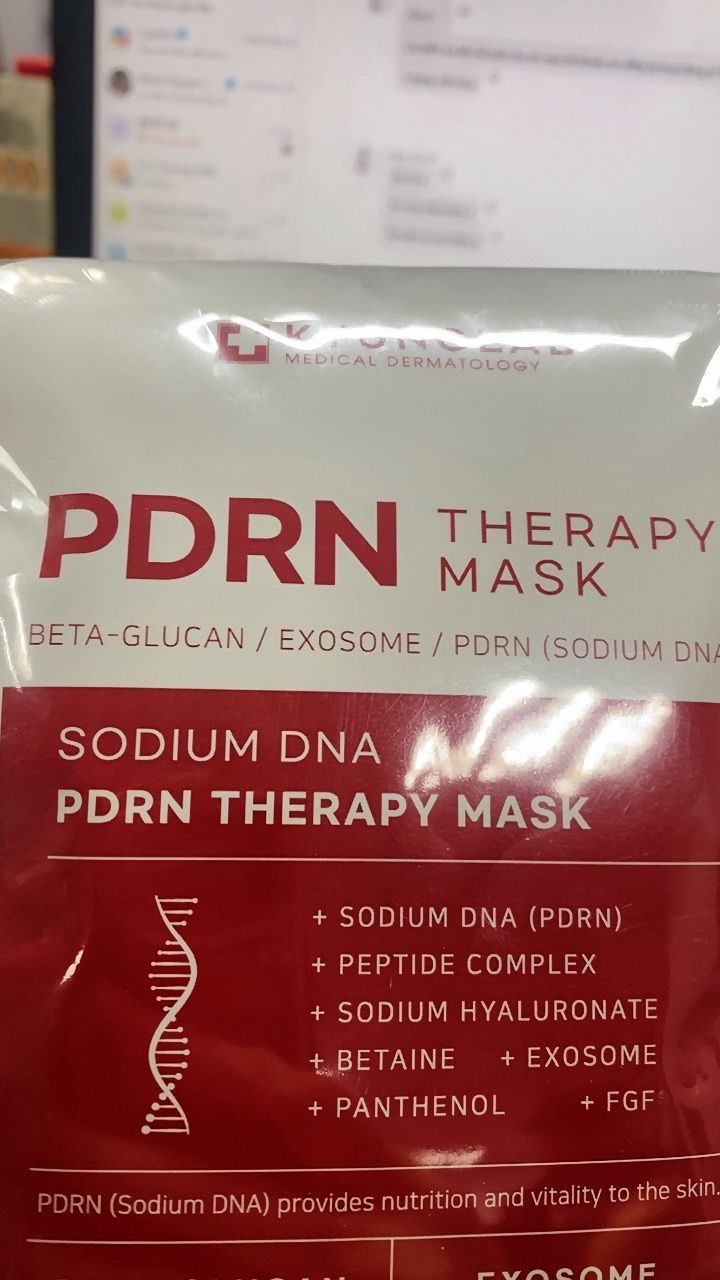 KYUNGLAB
MEDICAL DERMATOLOGY
PDRN THERAPY
MASK
BETA-GLUCAN / EXOSOME / PDRN (SODIUM DNA
SODIUM DNA
PDRN THERAPY MASK
+ SODIUM DNA (PDRN)
+ PEPTIDE COMPLEX
+ SODIUM HYALURONATE
+ BETAINE + EXOSOME
+ PANTHENOL + FGF
PDRN (Sodium DNA) provides nutrition and vitality to the skin.
EXOSOME